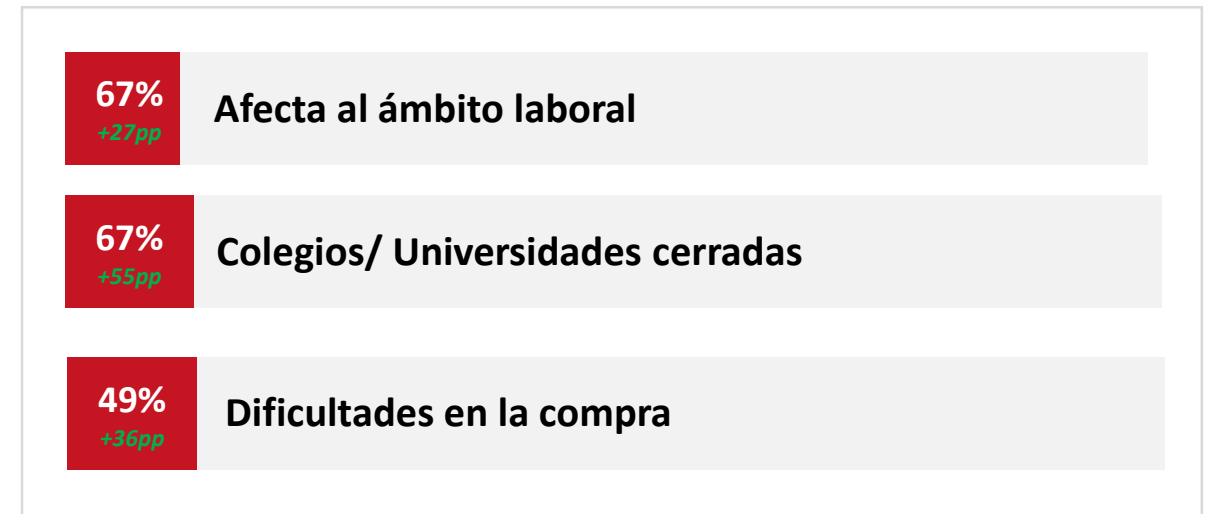 67%
+27pp
Afecta al ámbito laboral
67%
+55pp
Colegios/ Universidades cerradas
49%
+36pp
Dificultades en la compra